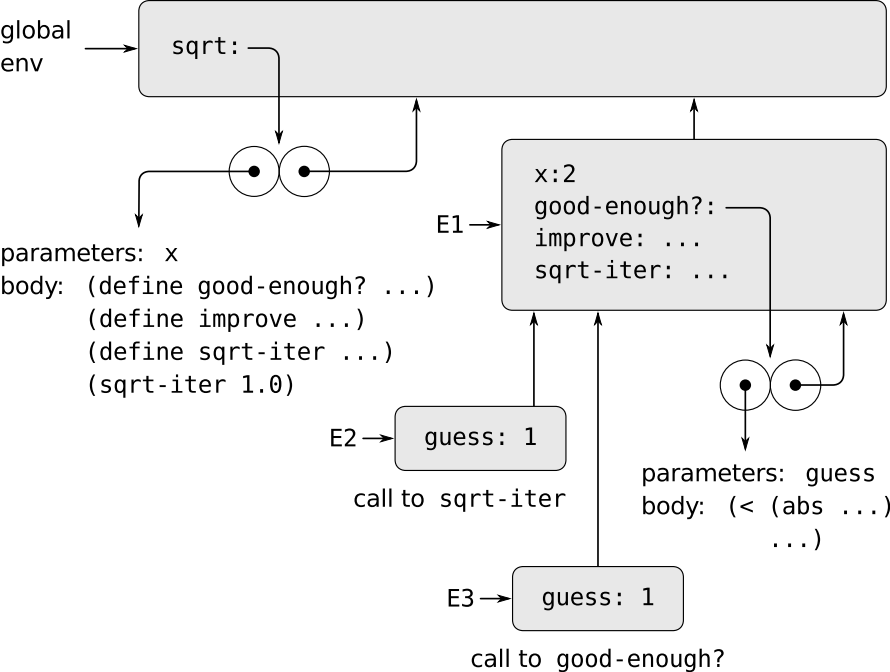 global
env
sqrt:
x:2
good-enough?:
improve: ...
sqrt-iter: ...
E1
parameters: x
body: (define good-enough? ...)
(define improve ...)
(define sqrt-iter ...)
(sqrt-iter 1.0)
E2
guess: 1
call to sqrt-iter
parameters: guess
body: (< (abs ...)
...)
E3
guess: 1
call to good-enough?